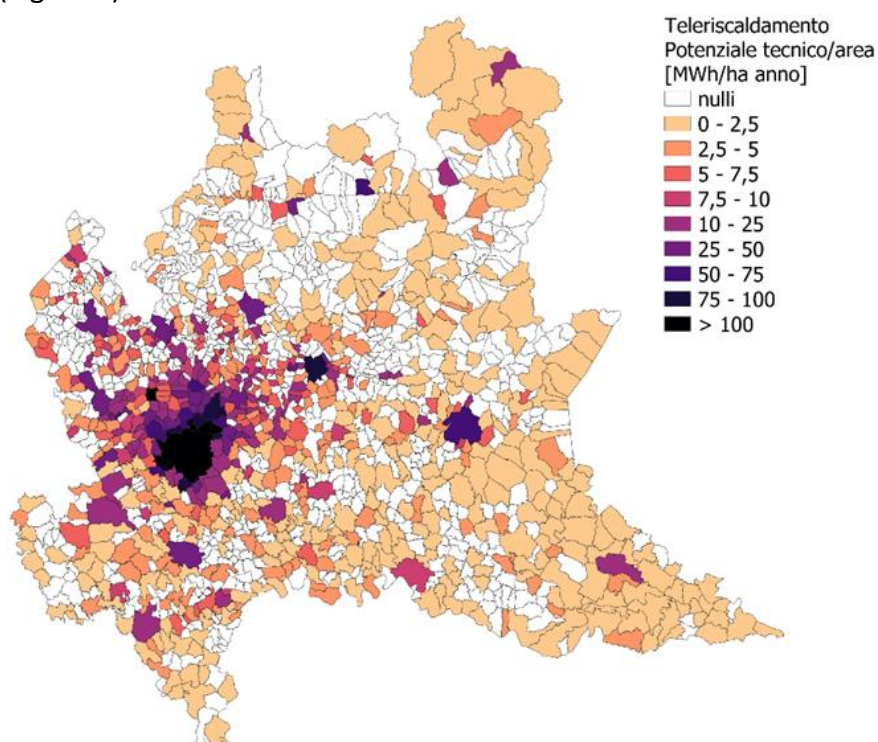 Teleriscaldamento
Potenziale tecnico/area
[MWh/ha anno]
nulli
0 - 2,5
2,5 - 5
5 - 7,5
7,5 - 10
10 - 25
25 - 50
50 - 75
75 - 100
> 100